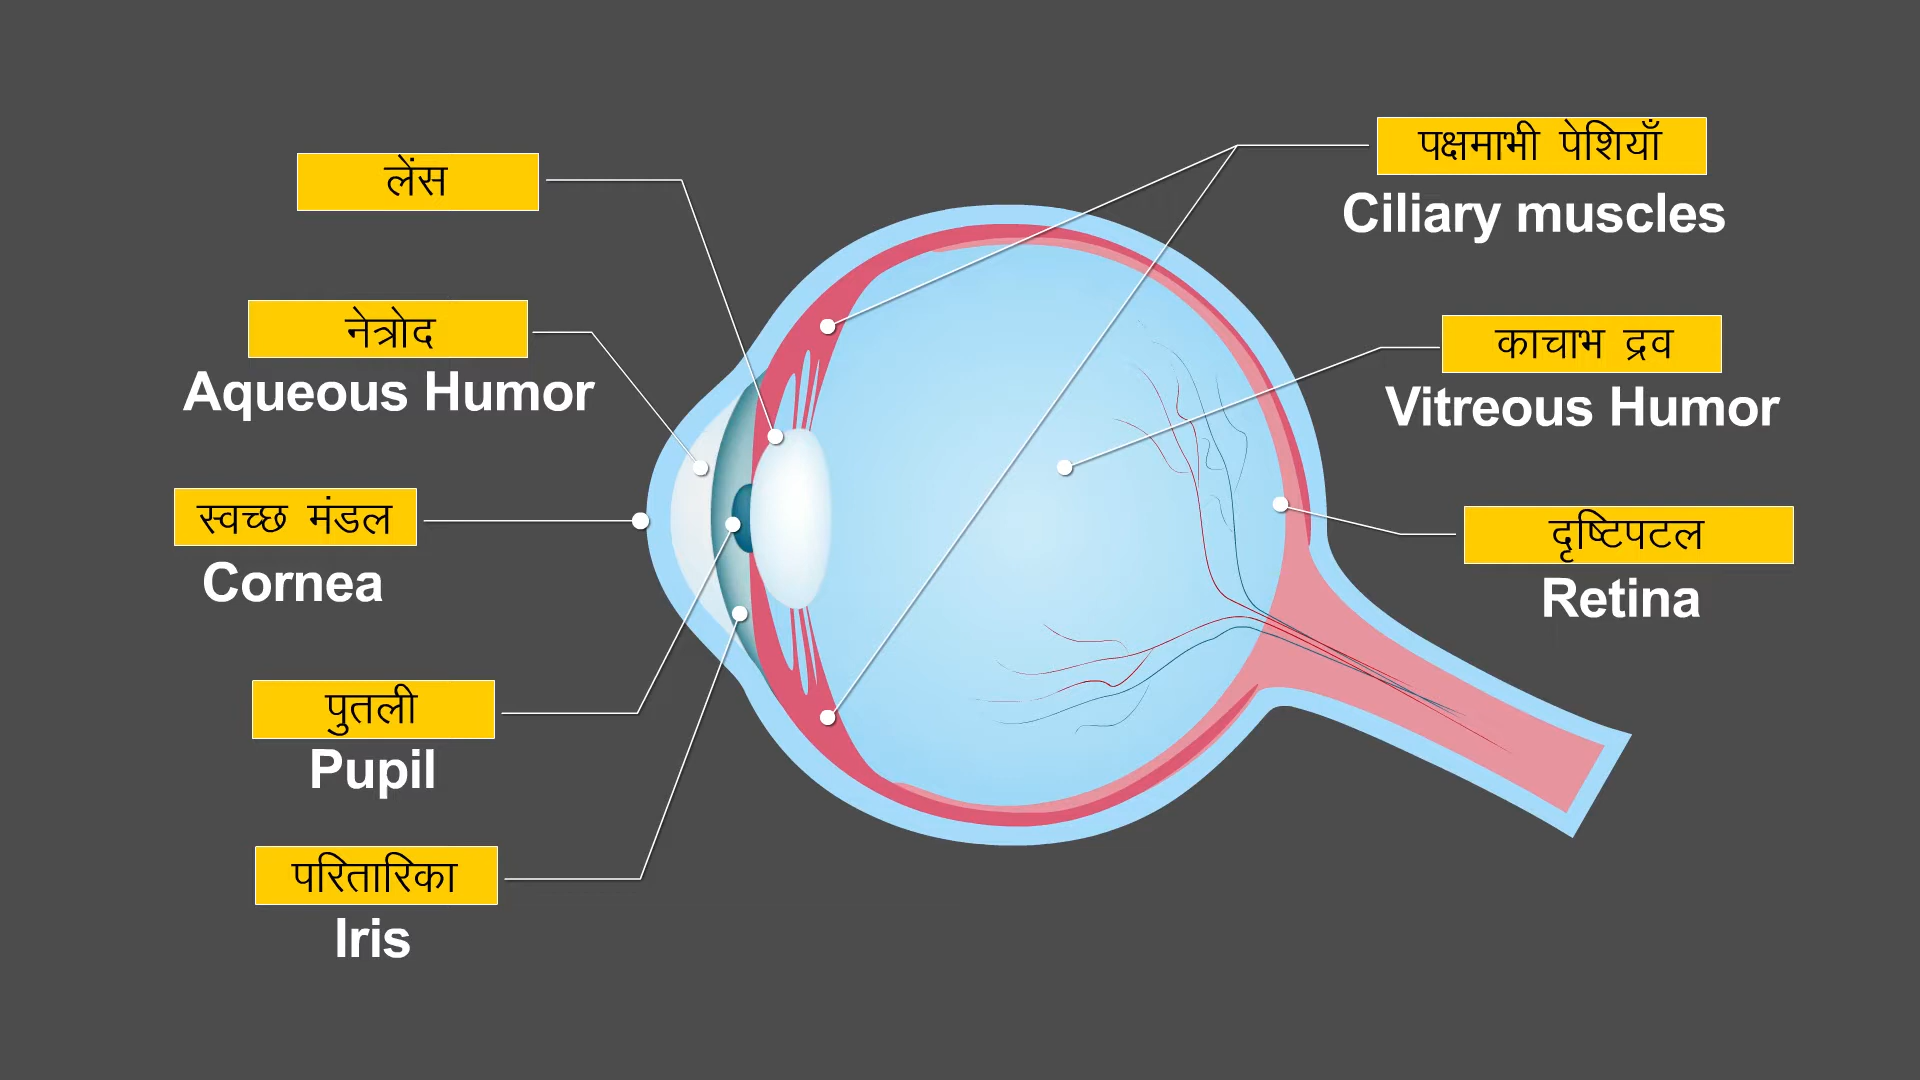 लेंस
नेत्रोद
Aqueous Humor
स्वच्छ मंडल
Cornea
पुतली
Pupil
परितारिका
Iris
पक्षमाभी पेशियाँ
Ciliary muscles
काचाभ द्रव
Vitreous Humor
दृष्टिपटल
Retina